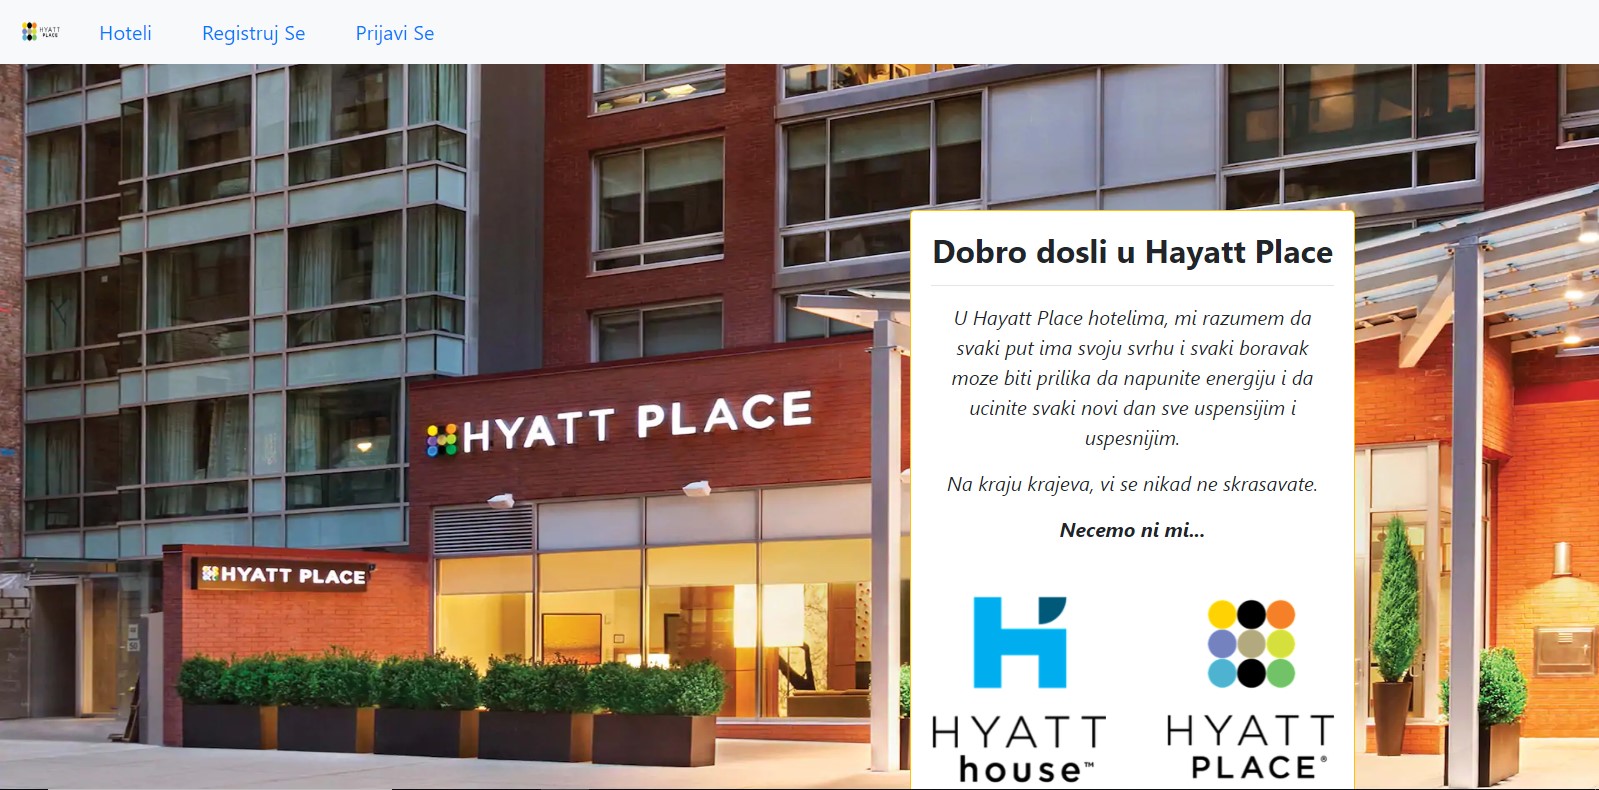 HYATT
PLACE
Hoteli
Registruj Se
Prijavi Se
HYATT PLACE
HYATT PLACE
50
Dobro dosli u Hayatt Place
U Hayatt Place hotelima, mi razumem da
svaki put ima svoju svrhu i svaki boravak
moze biti prilika da napunite energiju i da
ucinite svaki novi dan sve uspensijim i
uspesnijim.
Na kraju krajeva, vi se nikad ne skrasavate.
Necemo ni mi...
HYATT
house™
HYATT
PLACE®